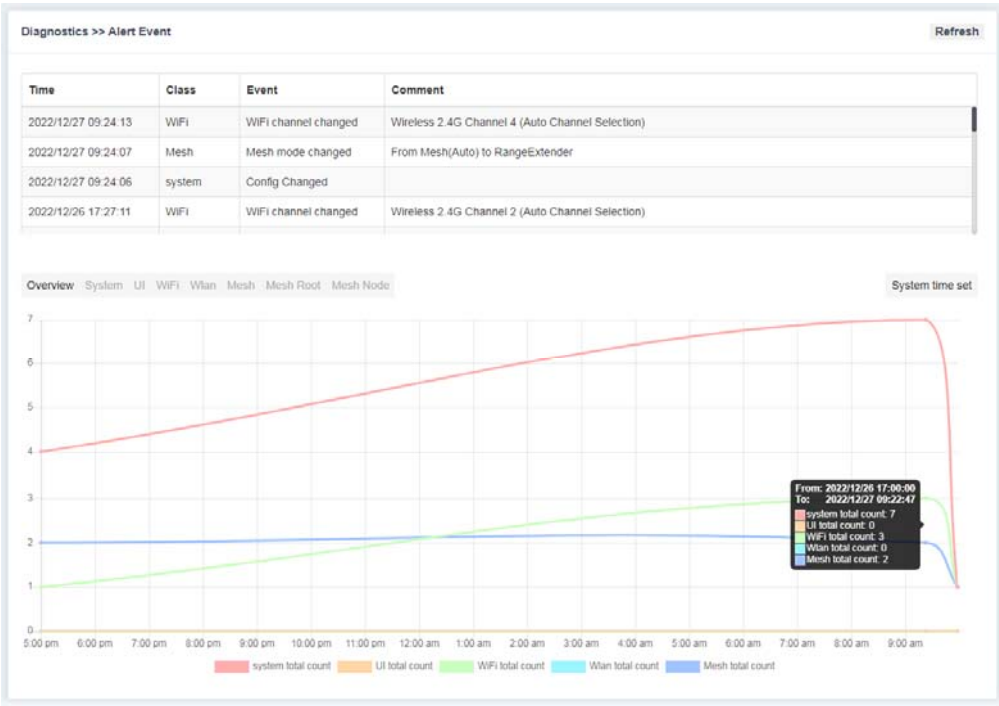 Diagnostics >> Alert Event
Refresh
Time Class Event Comment
2022/12/27 09:24:13 WiFi WiFi channel changed Wireless 2.4G Channel 4 (Auto Channel Selection)
2022/12/27 09:24:07 Mesh Mesh mode changed From Mesh(Auto) to RangeExtender
2022/12/27 09:24:06 system Config Changed
2022/12/26 17:27:11 WiFi WiFi channel changed Wireless 2.4G Channel 2 (Auto Channel Selection)
Overview System UI WiFi Wlan Mesh Mesh Root Mesh Node
System time set
7
6
5
4
3
2
1
0
From: 2022/12/26 17:00:00
To: 2022/12/27 09:22:47
system total count: 7
UI total count: 0
WiFi total count: 3
Wlan total count: 0
Mesh total count: 2
5:00 pm 6:00 pm 7:00 pm 8:00 pm 9:00 pm 10:00 pm 11:00 pm 12:00 am 1:00 am 2:00 am 3:00 am 4:00 am 5:00 am 6:00 am 7:00 am 8:00 am 9:00 am
system total count UI total count WiFi total count Wlan total count Mesh total count